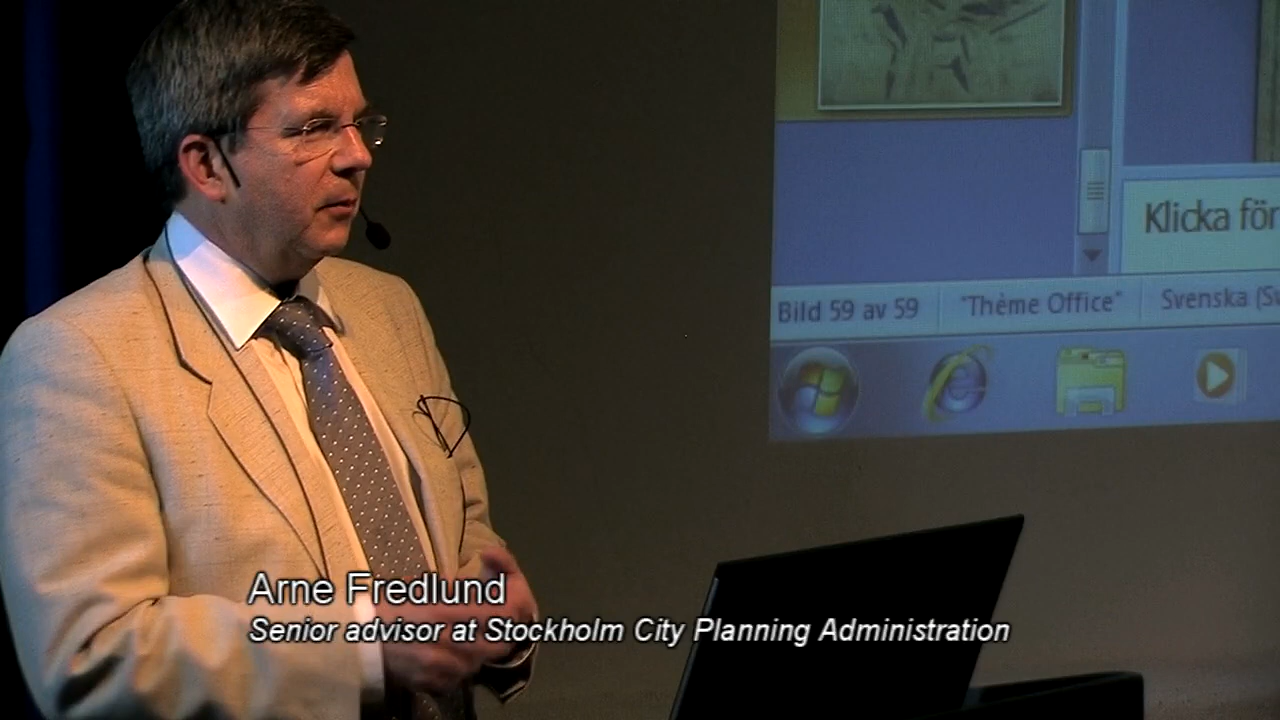 Klicka för
Bild 59 av 59
"Thème Office"
Svenska (S
Arne Fredlund
Senior advisor at Stockholm City Planning Administration